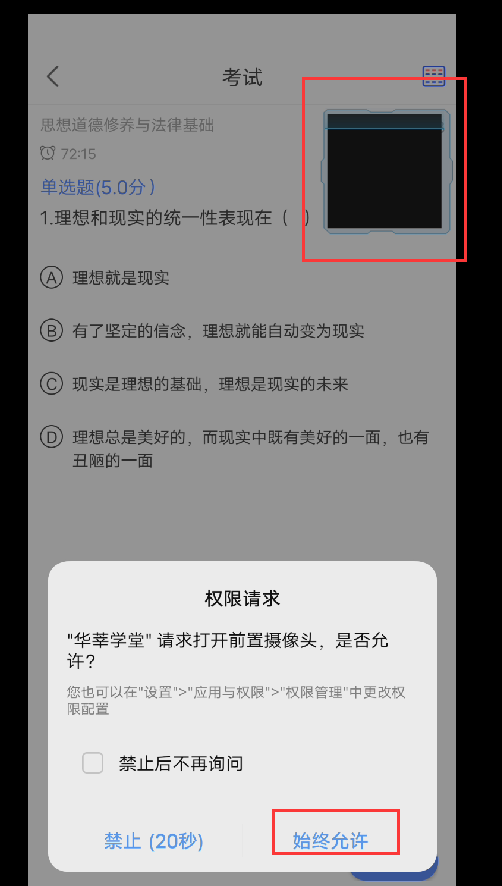 考试
思想道德修养与法律基础
72:15
单选题(5.0分）
1.理想和现实的统一性表现在（　）
A 理想就是现实
B 有了坚定的信念，理想就能自动变为现实
C 现实是理想的基础，理想是现实的未来
D 理想总是美好的，而现实中既有美好的一面，也有
丑陋的一面
权限请求
"华莘学堂" 请求打开前置摄像头，是否允
许？
您也可以在"设置">"应用与权限">"权限管理"中更改权
限配置
禁止后不再询问
禁止 (20秒)
始终允许